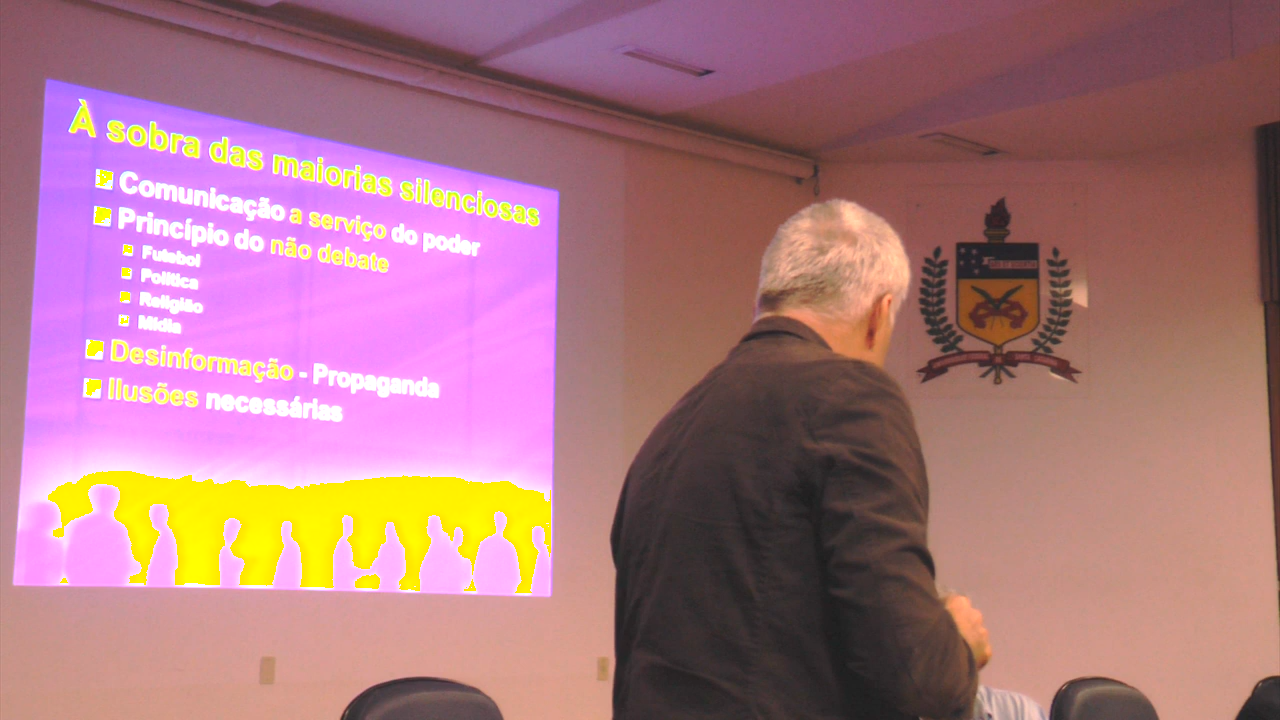 À sobra das maiorias silenciosas
Comunicação a serviço do poder
Princípio do não debate
Futebol
Política
Religião
Mídia
Desinformação - Propaganda
Ilusões necessárias